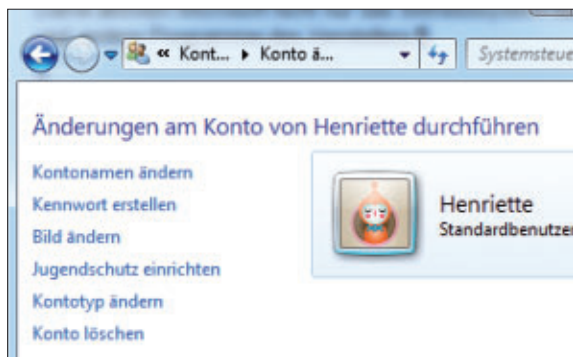 « Kont... ▸ Konto ä... Systemsteue
Änderungen am Konto von Henriette durchführen
Kontonamen ändern
Kennwort erstellen
Bild ändern
Jugendschutz einrichten
Kontotyp ändern
Konto löschen
Henriette
Standardbenutzer